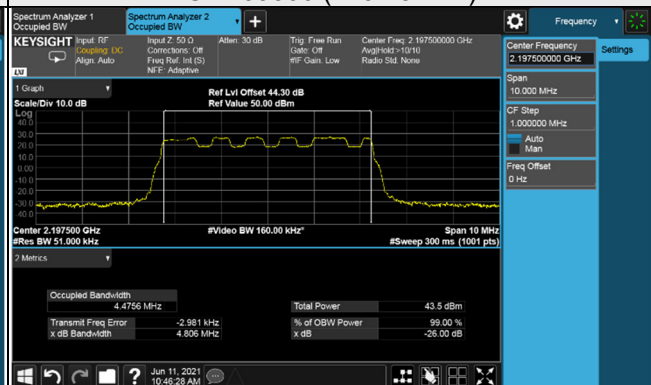 Spectrum Analyzer 1
Occupied BW
Spectrum Analyzer 2
Occupied BW
Frequency
KEYSIGHT
Input: RF
Coupling: DC
Align: Auto
Input Z: 50 Ω
Corrections: Off
Freq Ref: Int (S)
NFE: Adaptive
Atten: 30 dB
Trig: Free Run
Gate: Off
#IF Gain: Low
Center Freq: 2.197500000 GHz
Avg|Hold:>10/10
Radio Std: None
LXI
Center Frequency
2.197500000 GHz
Settings
Span
10.000 MHz
CF Step
1.000000 MHz
Auto
Man
Freq Offset
0 Hz
1 Graph
Scale/Div 10.0 dB
Ref Lvl Offset 44.30 dB
Ref Value 50.00 dBm
Log
40.0
30.0
20.0
10.0
0.00
-10.0
-20.0
-30.0
-40.0
Center 2.197500 GHz
#Res BW 51.000 kHz
#Video BW 160.00 kHz*
Span 10 MHz
#Sweep 300 ms (1001 pts)
2 Metrics
Occupied Bandwidth
4.4756 MHz
Total Power 43.5 dBm
Transmit Freq Error -2.981 kHz
% of OBW Power 99.00 %
x dB Bandwidth 4.806 MHz
x dB -26.00 dB
?
Jun 11, 2021
10:46:28 AM